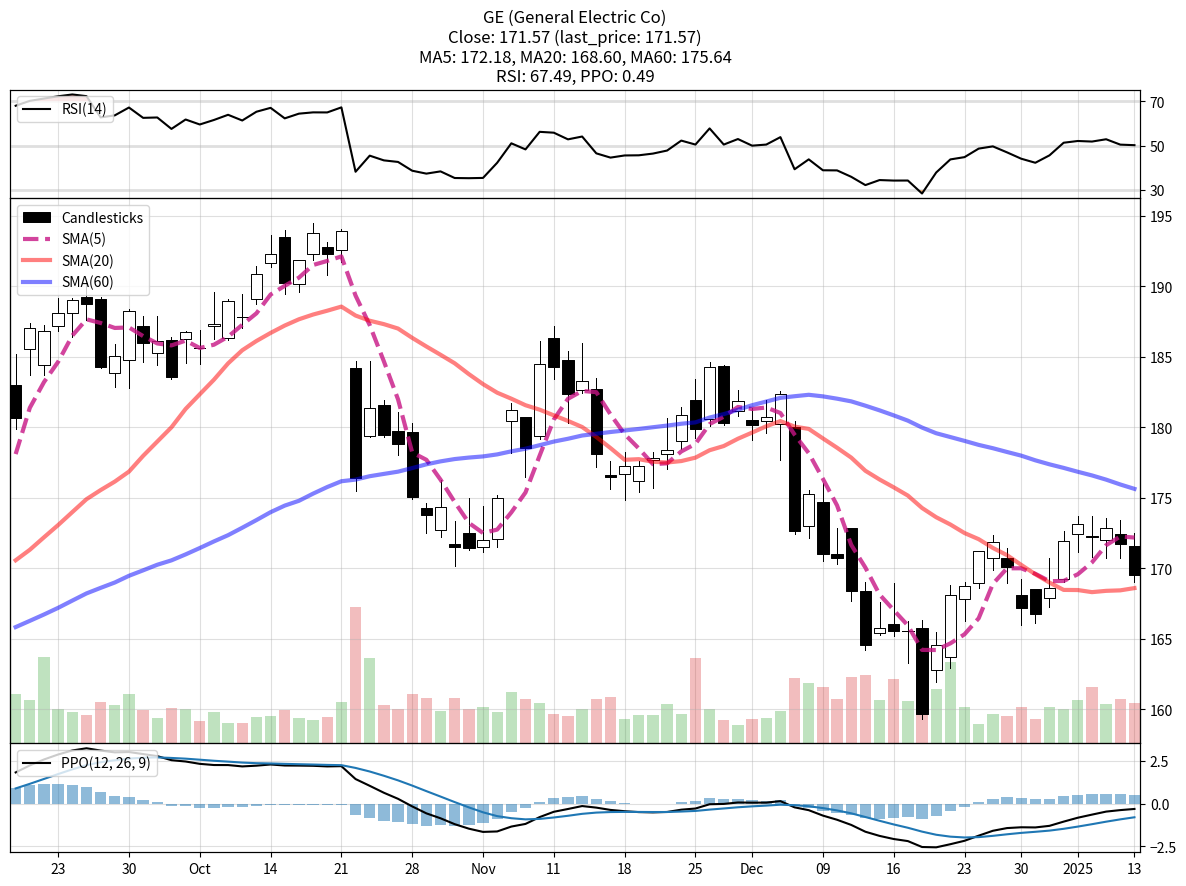 GE (General Electric Co)
Close: 171.57 (last_price: 171.57)
MA5: 172.18, MA20: 168.60, MA60: 175.64
RSI: 67.49, PPO: 0.49
RSI(14)
70
50
30
Candlesticks
SMA(5)
SMA(20)
SMA(60)
195
190
185
180
175
170
165
160
PPO(12, 26, 9)
2.5
0.0
−2.5
23 30 Oct 14 21 28 Nov 11 18 25 Dec 09 16 23 30 2025 13